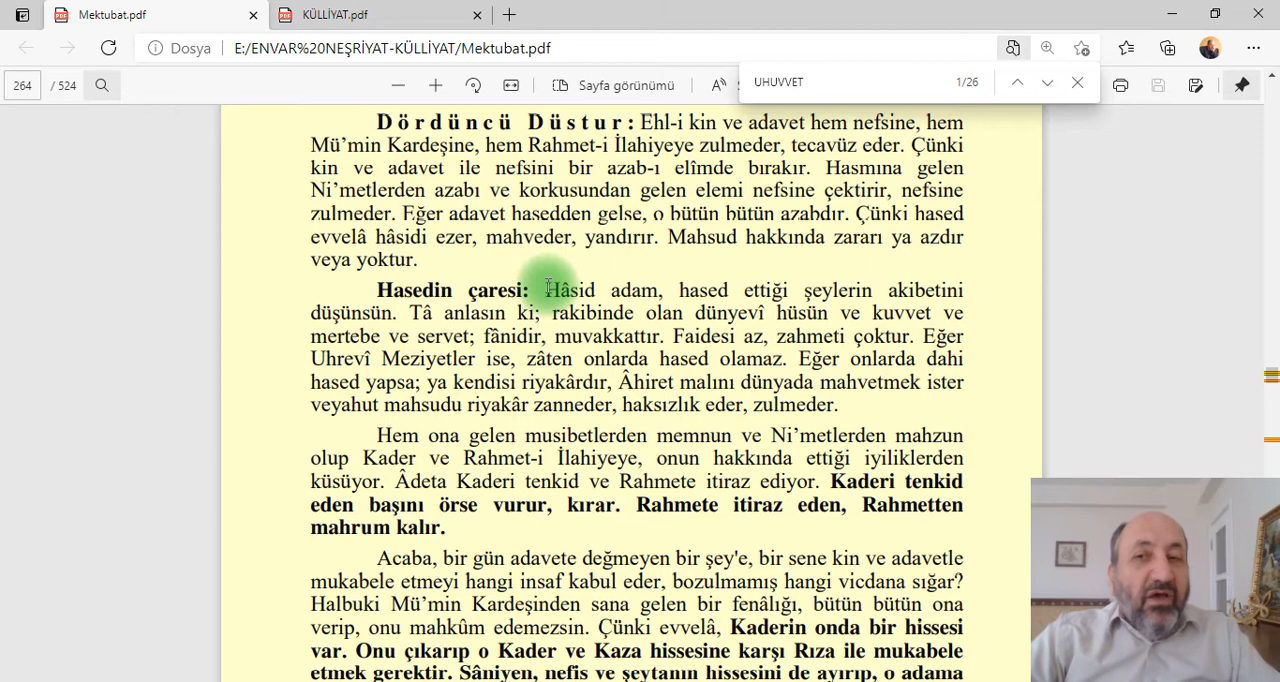 Mektubat.pdf
KÜLLİYAT.pdf
Dosya
E:/ENVAR%20NEŞRİYAT-KÜLLİYAT/Mektubat.pdf
264 / 524
Sayfa görünümü
UHUVVET 1/26
Dördüncü Düstur: Ehl-i kin ve adavet hem nefsine, hem
Mü'min Kardeşine, hem Rahmet-i İlahiyeye zulmeder, tecavüz eder. Çünki
kin ve adavet ile nefsini bir azab-ı elîmde bırakır. Hasmına gelen
Ni'metlerden azabı ve korkusundan gelen elemi nefsine çektirir, nefsine
zulmeder. Eğer adavet hasedden gelse, o bütün bütün azabdır. Çünki hased
evvelâ hâsidi ezer, mahveder, yandırır. Mahsud hakkında zararı ya azdır
veya yoktur.
Hasedin çaresi: Hâsid adam, hased ettiği şeylerin akibetini
düşünsün. Tâ anlasın ki; rakibinde olan dünyevî hüsün ve kuvvet ve
mertebe ve servet; fânidir, muvakkattır. Faidesi az, zahmeti çoktur. Eğer
Uhrevî Meziyetler ise, zâten onlarda hased olamaz. Eğer onlarda dahi
hased yapsa; ya kendisi riyakârdır, Âhiret malını dünyada mahvetmek ister
veyahut mahsudu riyakâr zanneder, haksızlık eder, zulmeder.
Hem ona gelen musibetlerden memnun ve Ni'metlerden mahzun
olup Kader ve Rahmet-i İlahiyeye, onun hakkında ettiği iyiliklerden
küsüyor. Âdeta Kaderi tenkid ve Rahmete itiraz ediyor. Kaderi tenkid
eden başını örse vurur, kırar. Rahmete itiraz eden, Rahmetten
mahrum kalır.
Acaba, bir gün adavete değmeyen bir şey'e, bir sene kin ve adavetle
mukabele etmeyi hangi insaf kabul eder, bozulmamış hangi vicdana sığar?
Halbuki Mü'min Kardeşinden sana gelen bir fenâlığı, bütün bütün ona
verip, onu mahkûm edemezsin. Çünki evvelâ, Kaderin onda bir hissesi
var. Onu çıkarıp o Kader ve Kaza hissesine karşı Rıza ile mukabele
etmek gerektir. Sâniyen, nefis ve şeytanın hissesini de ayırıp, o adama